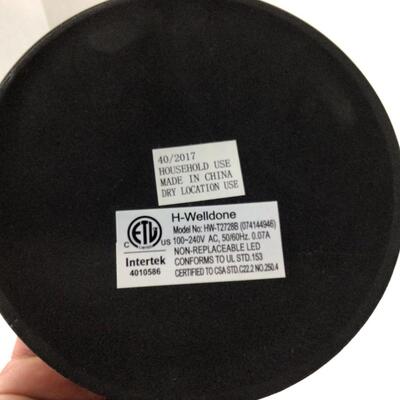 40/2017
HOUSEHOLD USE
MADE IN CHINA
DRY LOCATION USE
H-Welldone
Model No: HW-T2728B (074144946)
100~240V AC, 50/60Hz. 0.07A
NON-REPLACEABLE LED
CONFORMS TO UL STD.153
CERTIFIED TO CSA STD.C22.2 NO.250.4
ETL
C US
Intertek
4010586